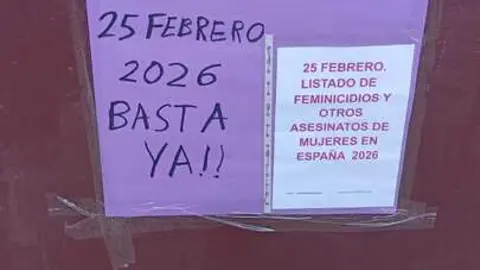 25 FEBRERO
2026
BASTA
YA!!
25 FEBRERO.
LISTADO DE
FEMINICIDIOS Y
OTROS
ASESINATOS DE
MUJERES EN
ESPAÑA 2026